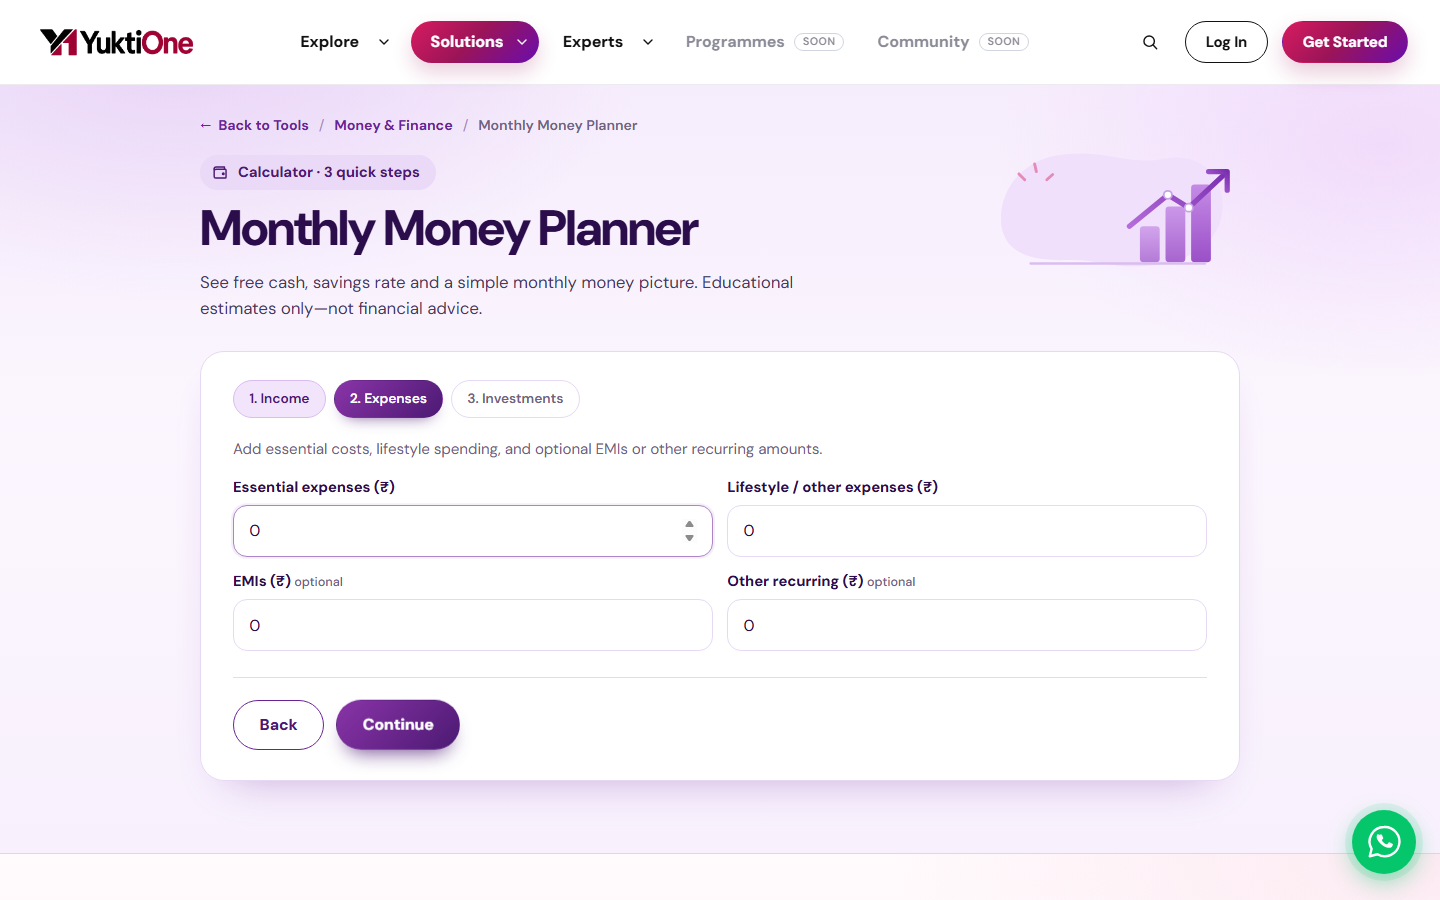 YuktiOne
Explore
Solutions
Experts
Programmes SOON
Community SOON
Log In
Get Started
← Back to Tools / Money & Finance / Monthly Money Planner
Calculator · 3 quick steps
Monthly Money Planner
See free cash, savings rate and a simple monthly money picture. Educational
estimates only—not financial advice.
1. Income
2. Expenses
3. Investments
Add essential costs, lifestyle spending, and optional EMIs or other recurring amounts.
Essential expenses (₹)
0
Lifestyle / other expenses (₹)
0
EMIs (₹) optional
0
Other recurring (₹) optional
0
Back
Continue